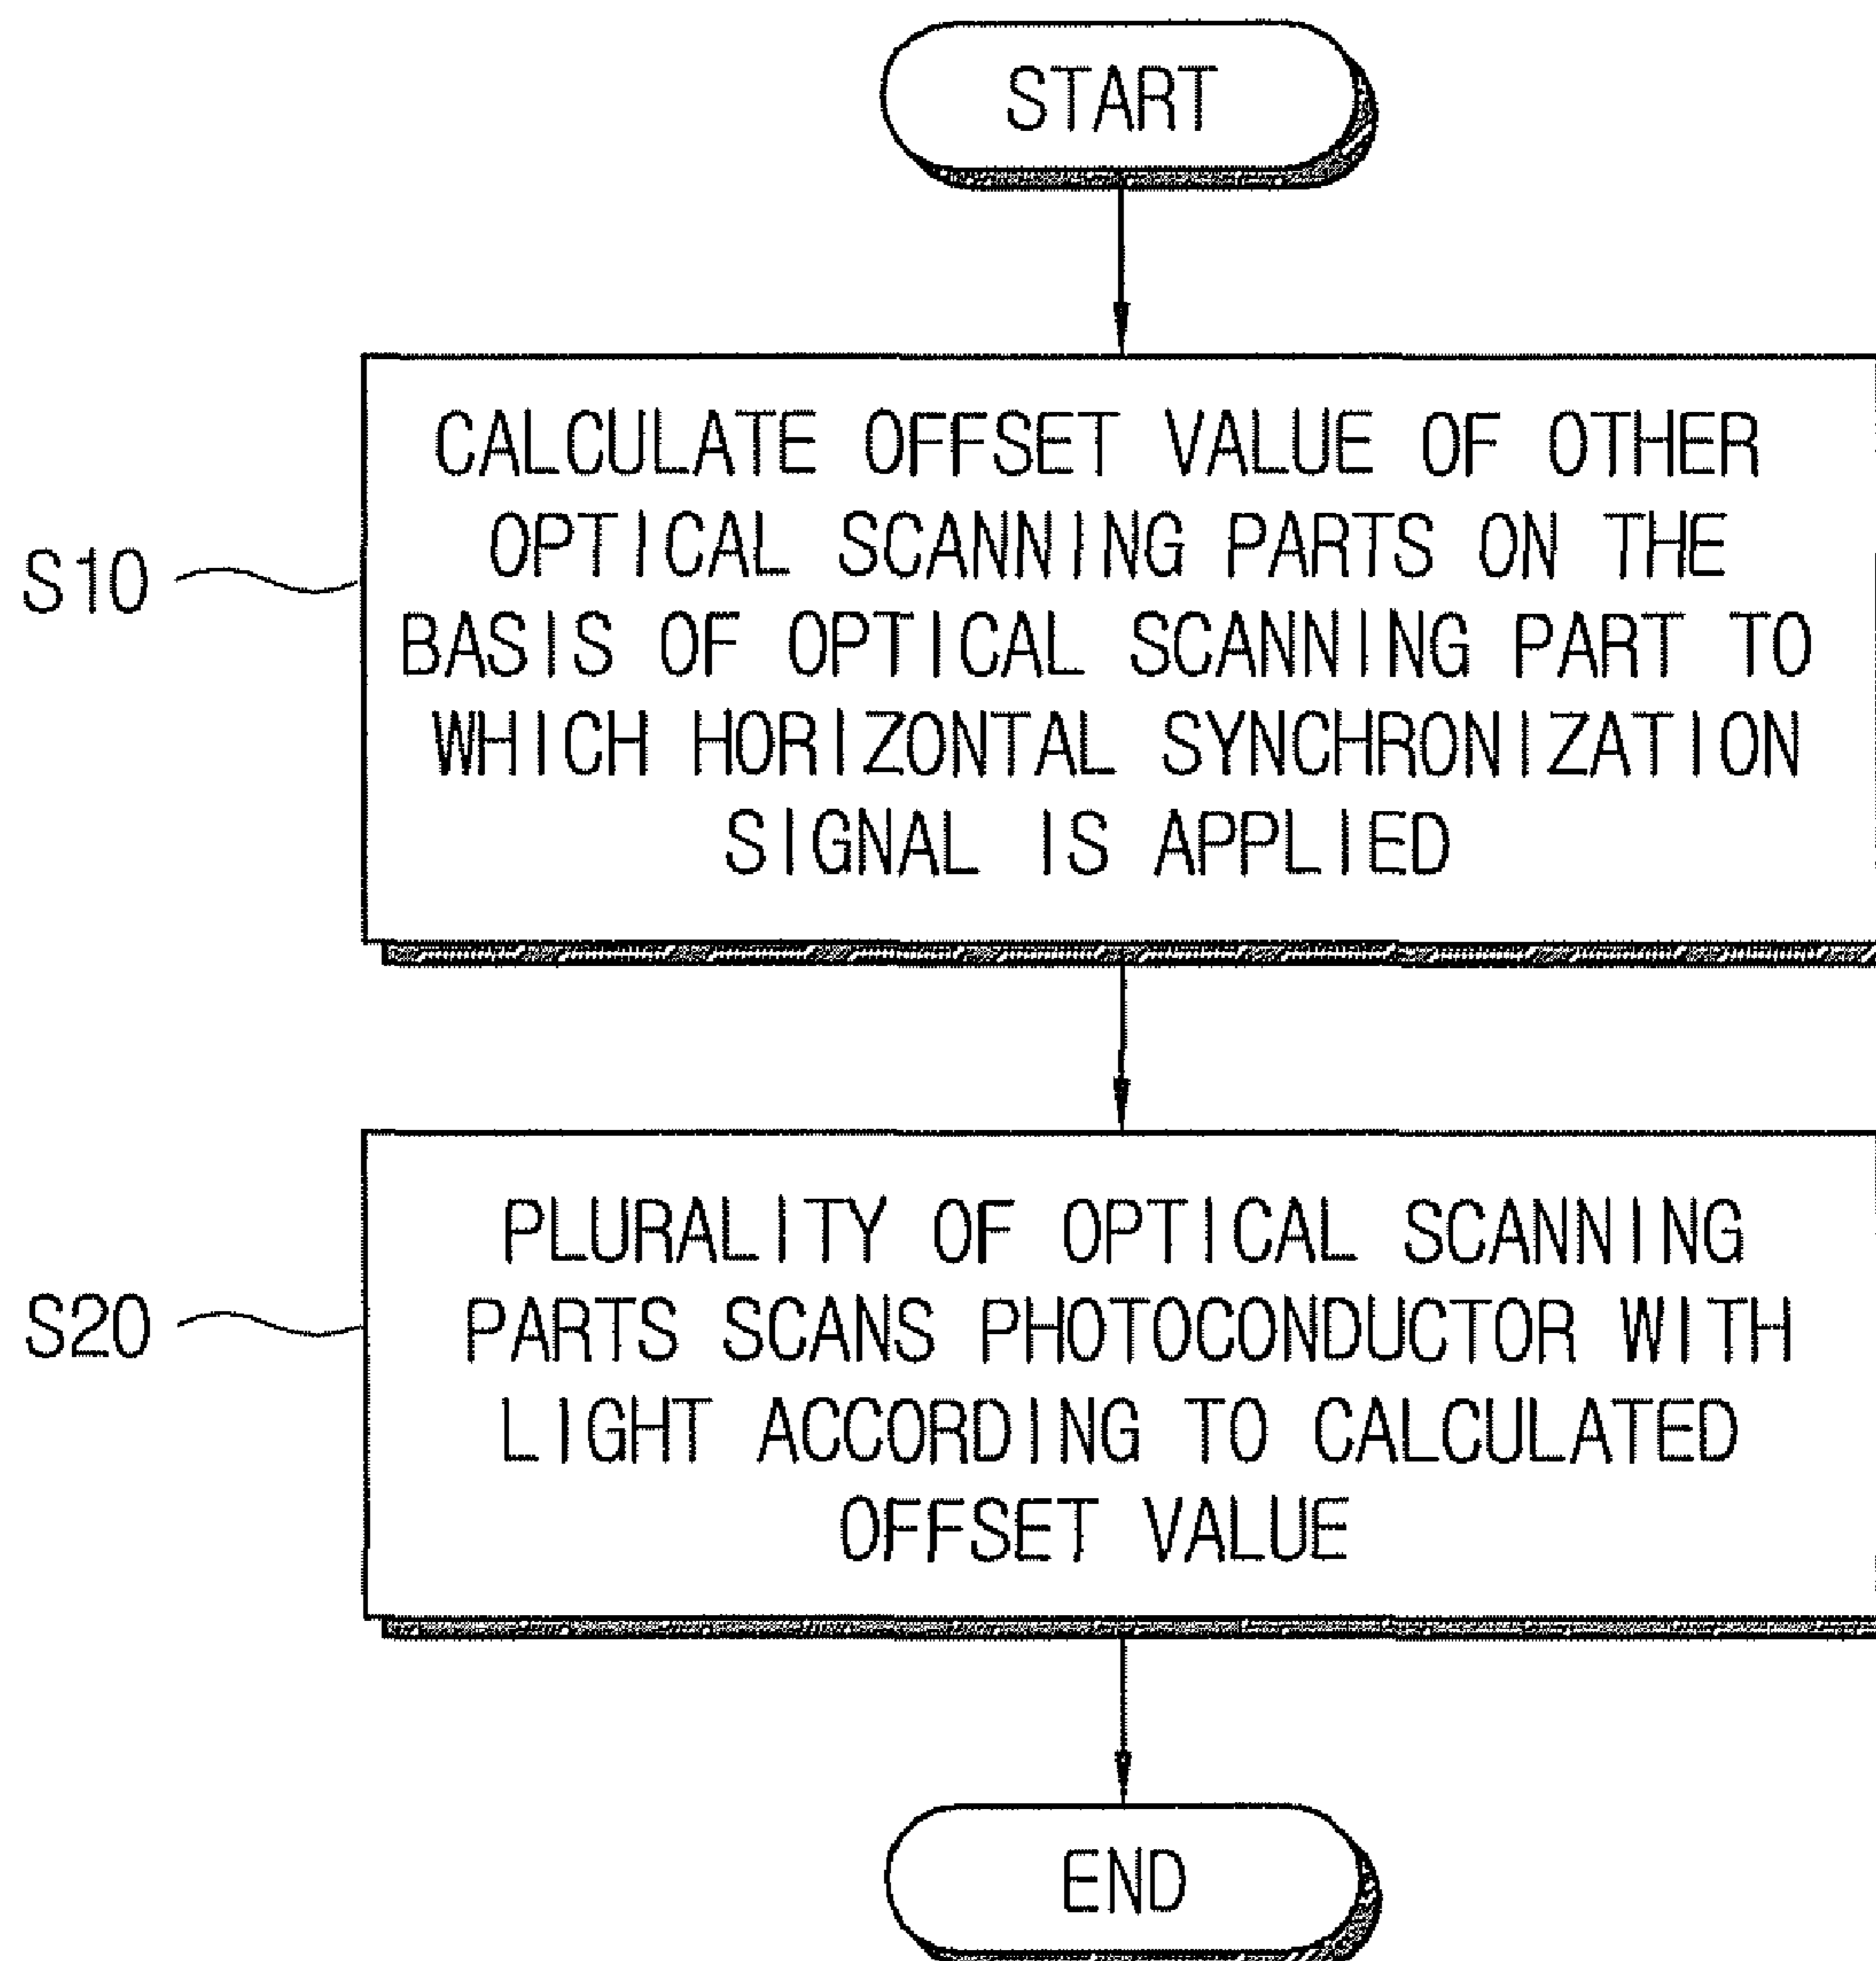 START
CALCULATE OFFSET VALUE OF OTHER
OPTICAL SCANNING PARTS ON THE
S10
BASIS OF OPTICAL SCANNING PART TO
WHICH HORIZONTAL SYNCHRONIZATION
SIGNAL IS APPLIED
PLURALITY OF OPTICAL SCANNING
S20
PARTS SCANS PHOTOCONDUCTOR WITH
LIGHT ACCORDING TO CALCULATED
OFFSET VALUE
END